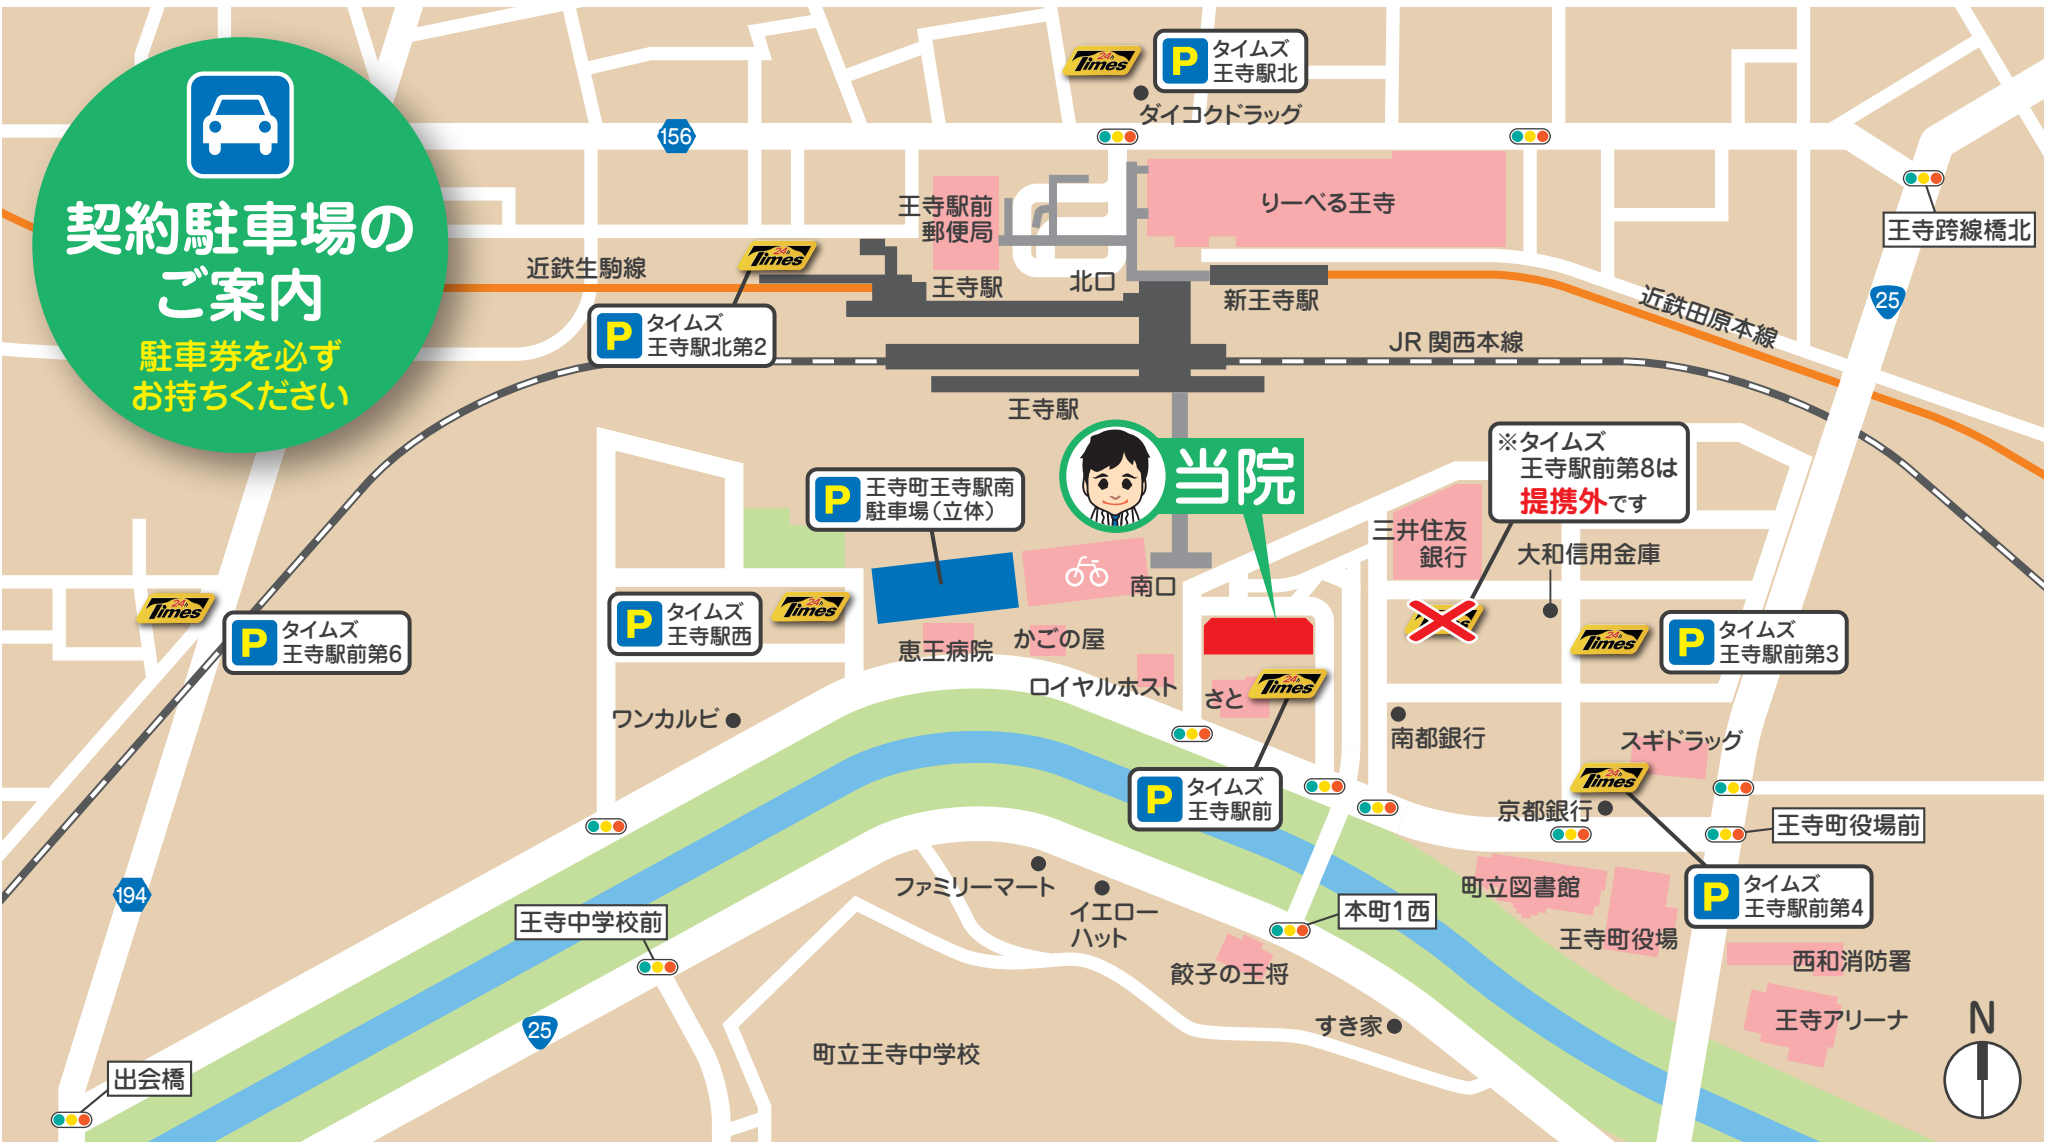 契約駐車場の
ご案内
駐車券を必ず
お持ちください
24h
Times
P
タイムズ
王寺駅北
ダイコクドラッグ
156
王寺駅前
郵便局
りーべる王寺
王寺跨線橋北
24h
Times
近鉄生駒線
王寺駅
北口
新王寺駅
近鉄田原本線
25
P
タイムズ
王寺駅北第2
JR 関西本線
王寺駅
当院
※タイムズ
王寺駅前第8は
提携外です
P
王寺町王寺駅南
駐車場(立体)
三井住友
銀行
大和信用金庫
南口
24h
Times
P
タイムズ
王寺駅前第6
P
タイムズ
王寺駅西
24h
Times
恵王病院
かごの屋
24h
Times
P
タイムズ
王寺駅前第3
ロイヤルホスト
さと
24h
Times
ワンカルビ
南都銀行
スギドラッグ
P
タイムズ
王寺駅前
24h
Times
京都銀行
王寺町役場前
194
ファミリーマート
イエロー
ハット
本町1西
町立図書館
P
タイムズ
王寺駅前第4
王寺中学校前
王寺町役場
餃子の王将
西和消防署
25
すき家
王寺アリーナ
N
町立王寺中学校
出会橋